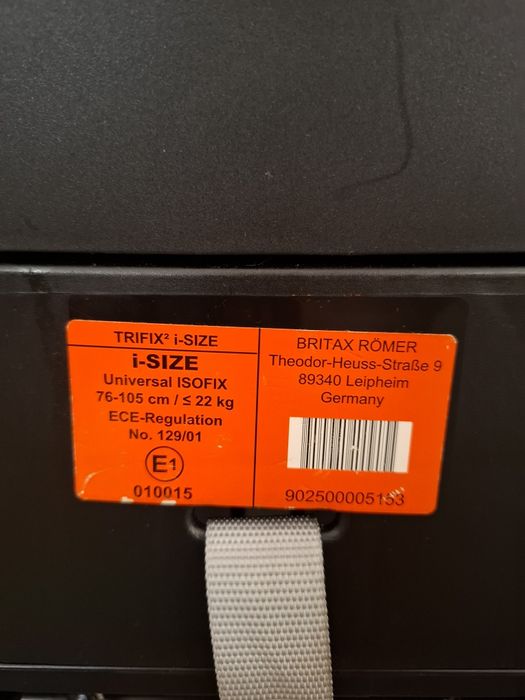 TRIFIX² i-SIZE
i-SIZE
Universal ISOFIX
76-105 cm / ≤ 22 kg
ECE-Regulation
No. 129/01
E1
010015
BRITAX RÖMER
Theodor-Heuss-Straße 9
89340 Leipheim
Germany
902500005153